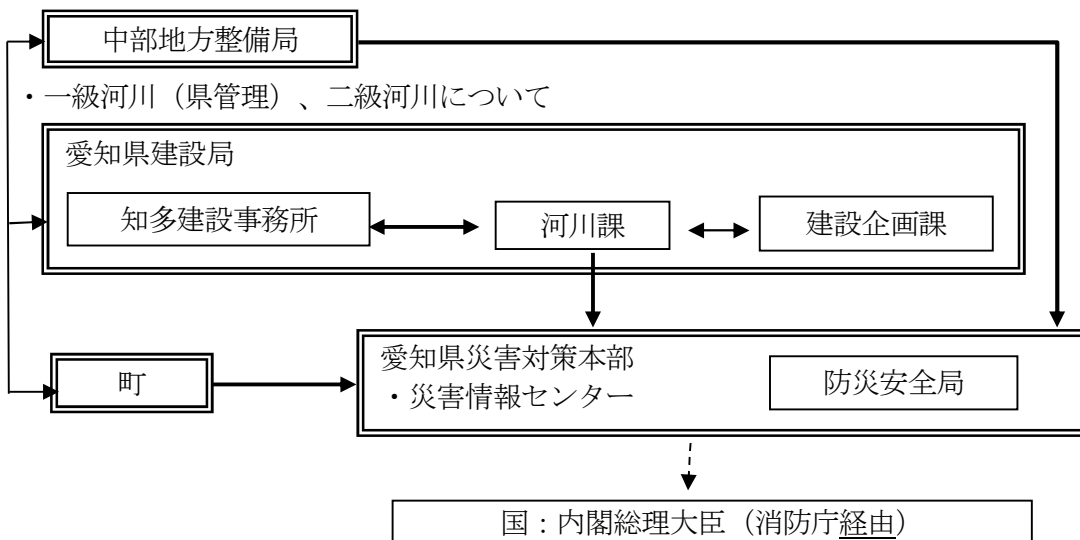 中部地方整備局
・一級河川（県管理）、二級河川について
愛知県建設局
知多建設事務所
河川課
建設企画課
町
愛知県災害対策本部
・災害情報センター
防災安全局
国：内閣総理大臣（消防庁経由）